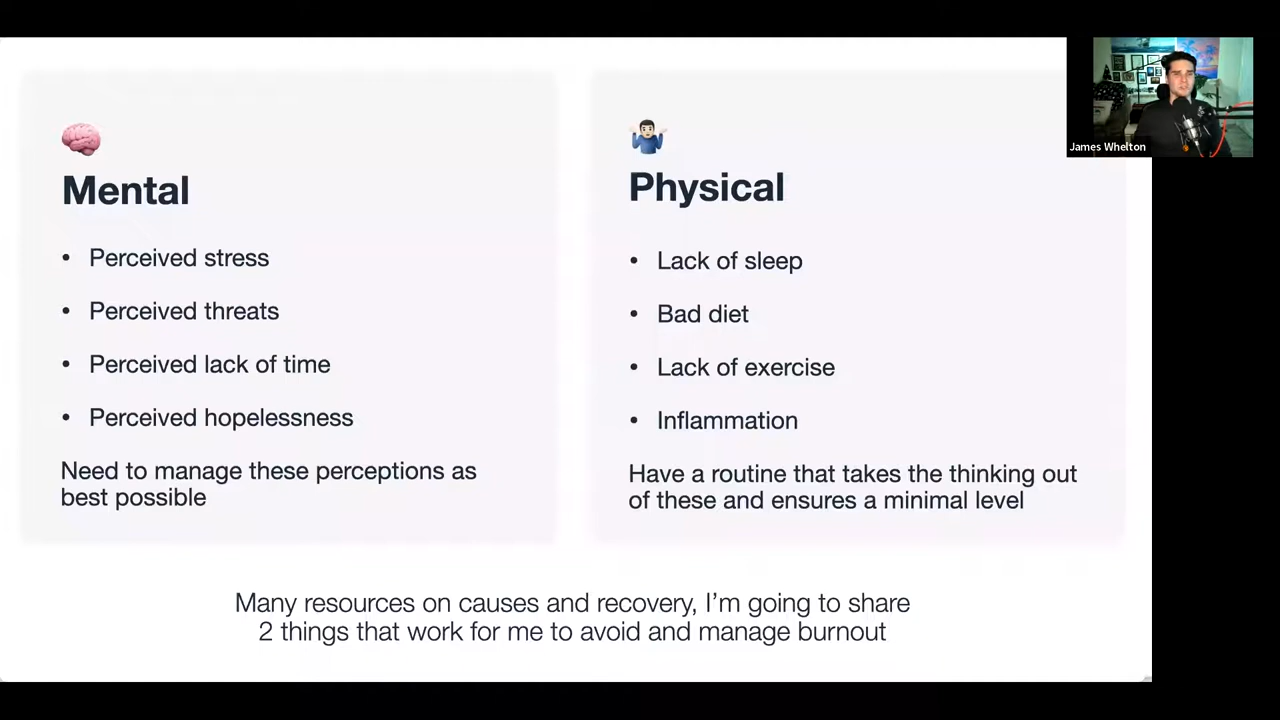 Mental
• Perceived stress
• Perceived threats
• Perceived lack of time
• Perceived hopelessness
Need to manage these perceptions as
best possible
Physical
• Lack of sleep
• Bad diet
• Lack of exercise
• Inflammation
Have a routine that takes the thinking out
of these and ensures a minimal level
Many resources on causes and recovery, I’m going to share
2 things that work for me to avoid and manage burnout
James Whelton